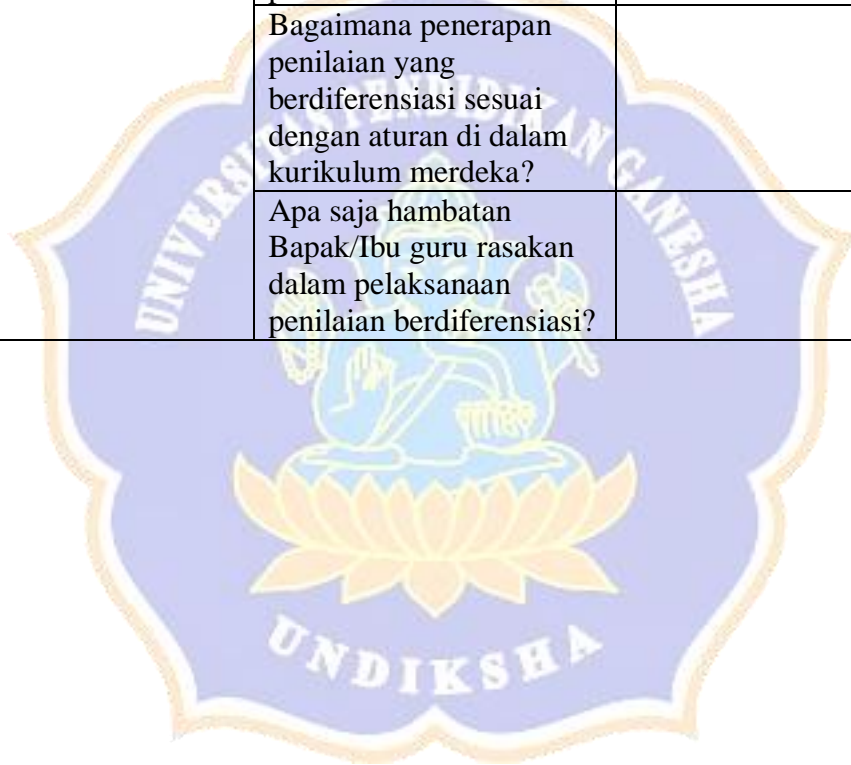 Bagaimana penerapan
penilaian yang
berdiferensiasi sesuai
dengan aturan di dalam
kurikulum merdeka?
Apa saja hambatan
Bapak/Ibu guru rasakan
dalam pelaksanaan
penilaian berdiferensiasi?
UNIVERSITAS PENDIDIKAN GANESHA
UNDIKSHA